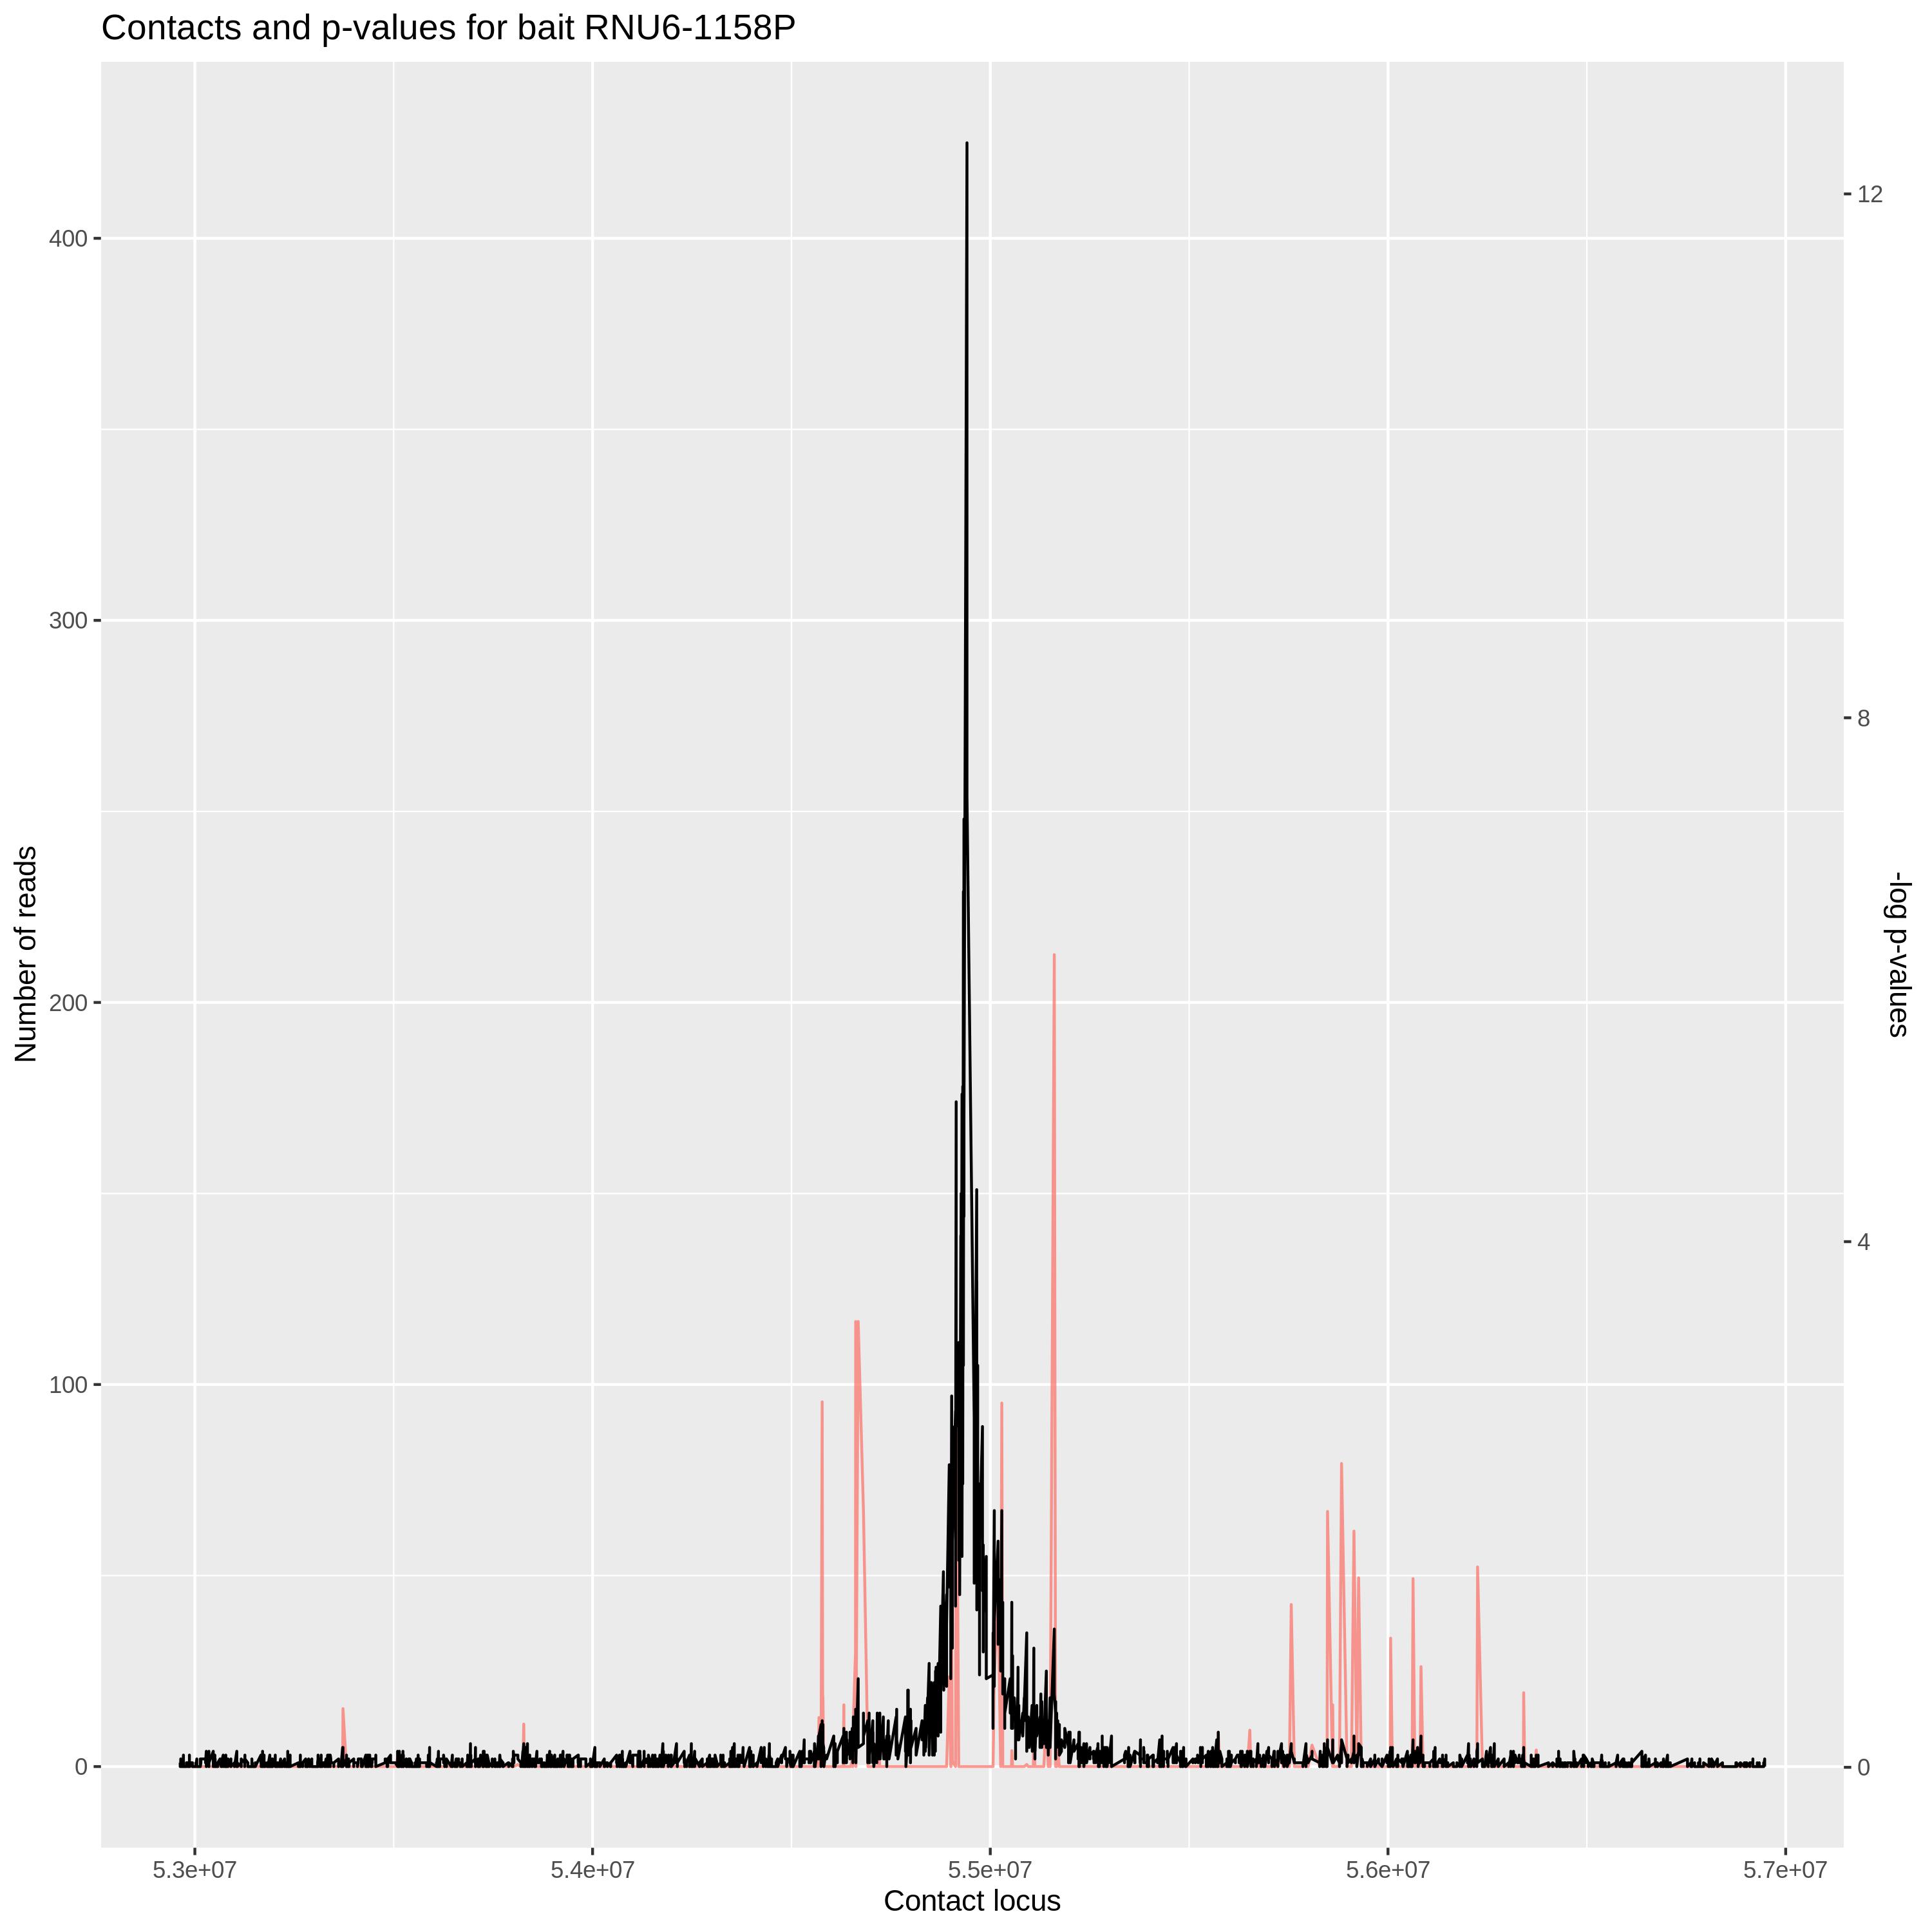 Contacts and p-values for bait RNU6-1158P
400
300
200
100
0
12
8
4
0
Number of reads
-log p-values
5.3e+07
5.4e+07
5.5e+07
5.6e+07
5.7e+07
Contact locus